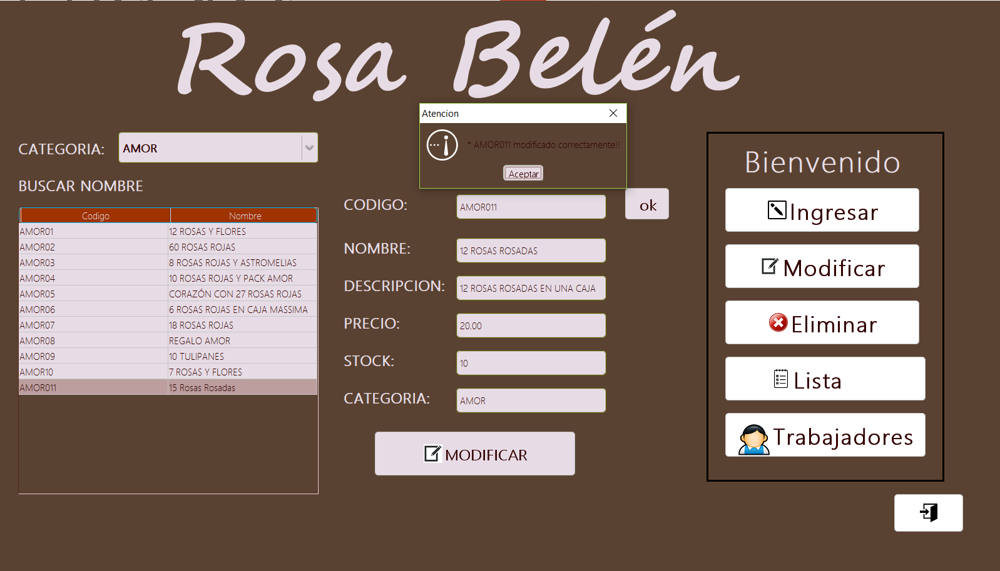 Rosa Belén
Atencion
* AMOR011 modificado correctamente!!
Aceptar
CATEGORIA: AMOR
BUSCAR NOMBRE
Codigo Nombre
AMOR01 12 ROSAS Y FLORES
AMOR02 60 ROSAS ROJAS
AMOR03 8 ROSAS ROJAS Y ASTROMELIAS
AMOR04 10 ROSAS ROJAS Y PACK AMOR
AMOR05 CORAZÓN CON 27 ROSAS ROJAS
AMOR06 6 ROSAS ROJAS EN CAJA MASSIMA
AMOR07 18 ROSAS ROJAS
AMOR08 REGALO AMOR
AMOR09 10 TULIPANES
AMOR10 7 ROSAS Y FLORES
AMOR011 15 Rosas Rosadas
CODIGO: AMOR011 ok
NOMBRE: 12 ROSAS ROSADAS
DESCRIPCION: 12 ROSAS ROSADAS EN UNA CAJA
PRECIO: 20.00
STOCK: 10
CATEGORIA: AMOR
MODIFICAR
Bienvenido
Ingresar
Modificar
Eliminar
Lista
Trabajadores